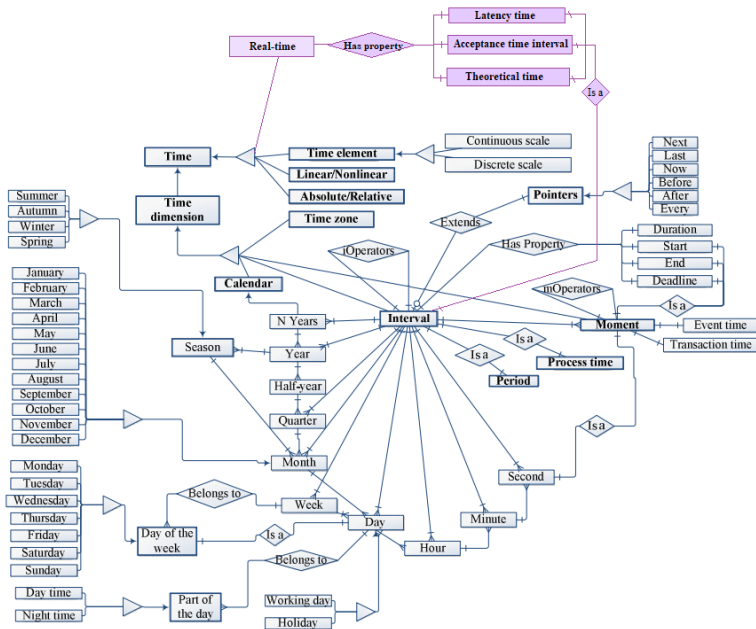 Latency time
Real-time
Has property
Acceptance time interval
Theoretical time
Is a
Continuous scale
Discrete scale
Time
Time element
Linear/Nonlinear
Absolute/Relative
Time
dimension
Time zone
Pointers
Next
Last
Now
Before
After
Every
Summer
Autumn
Winter
Spring
Extends
iOperators
Has Property
Duration
Start
End
Deadline
Calendar
mOperators
Is a
January
February
March
April
May
June
July
August
September
October
November
December
N Years
Interval
Moment
Event time
Transaction time
Season
Year
Is a
Is a
Process time
Period
Half-year
Quarter
Is a
Month
Second
Monday
Tuesday
Wednesday
Thursday
Friday
Saturday
Sunday
Belongs to
Week
Day
Minute
Day of the
week
Is a
Hour
Belongs to
Day time
Night time
Part of
the day
Working day
Holiday